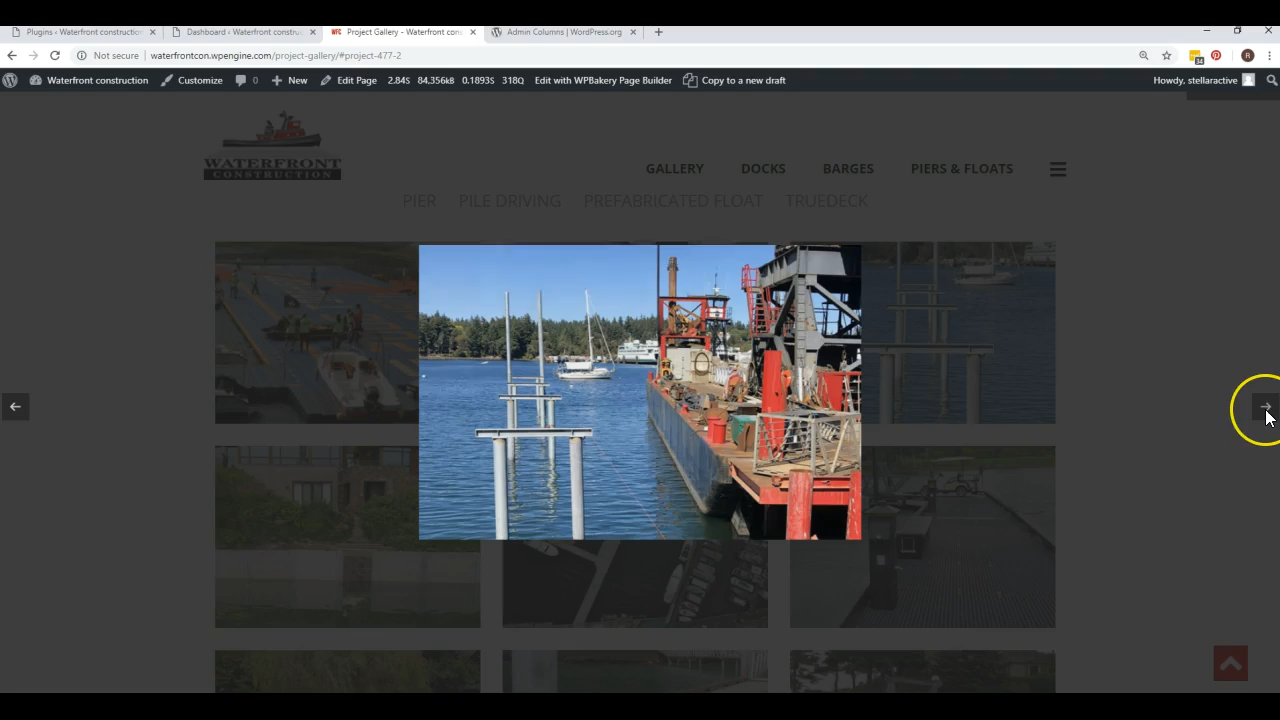 Plugins ‹ Waterfront construction
Dashboard ‹ Waterfront construc
WFC Project Gallery - Waterfront cons
Admin Columns | WordPress.org
Not secure | waterfrontcon.wpengine.com/project-gallery/#project-477-2
34
R
Waterfront construction Customize 0 New Edit Page 2.84S 84,356kB 0.1893S 318Q Edit with WPBakery Page Builder Copy to a new draft Howdy, stellaractive
WATERFRONT
CONSTRUCTION
GALLERY DOCKS BARGES PIERS & FLOATS
PIER PILE DRIVING PREFABRICATED FLOAT TRUEDECK